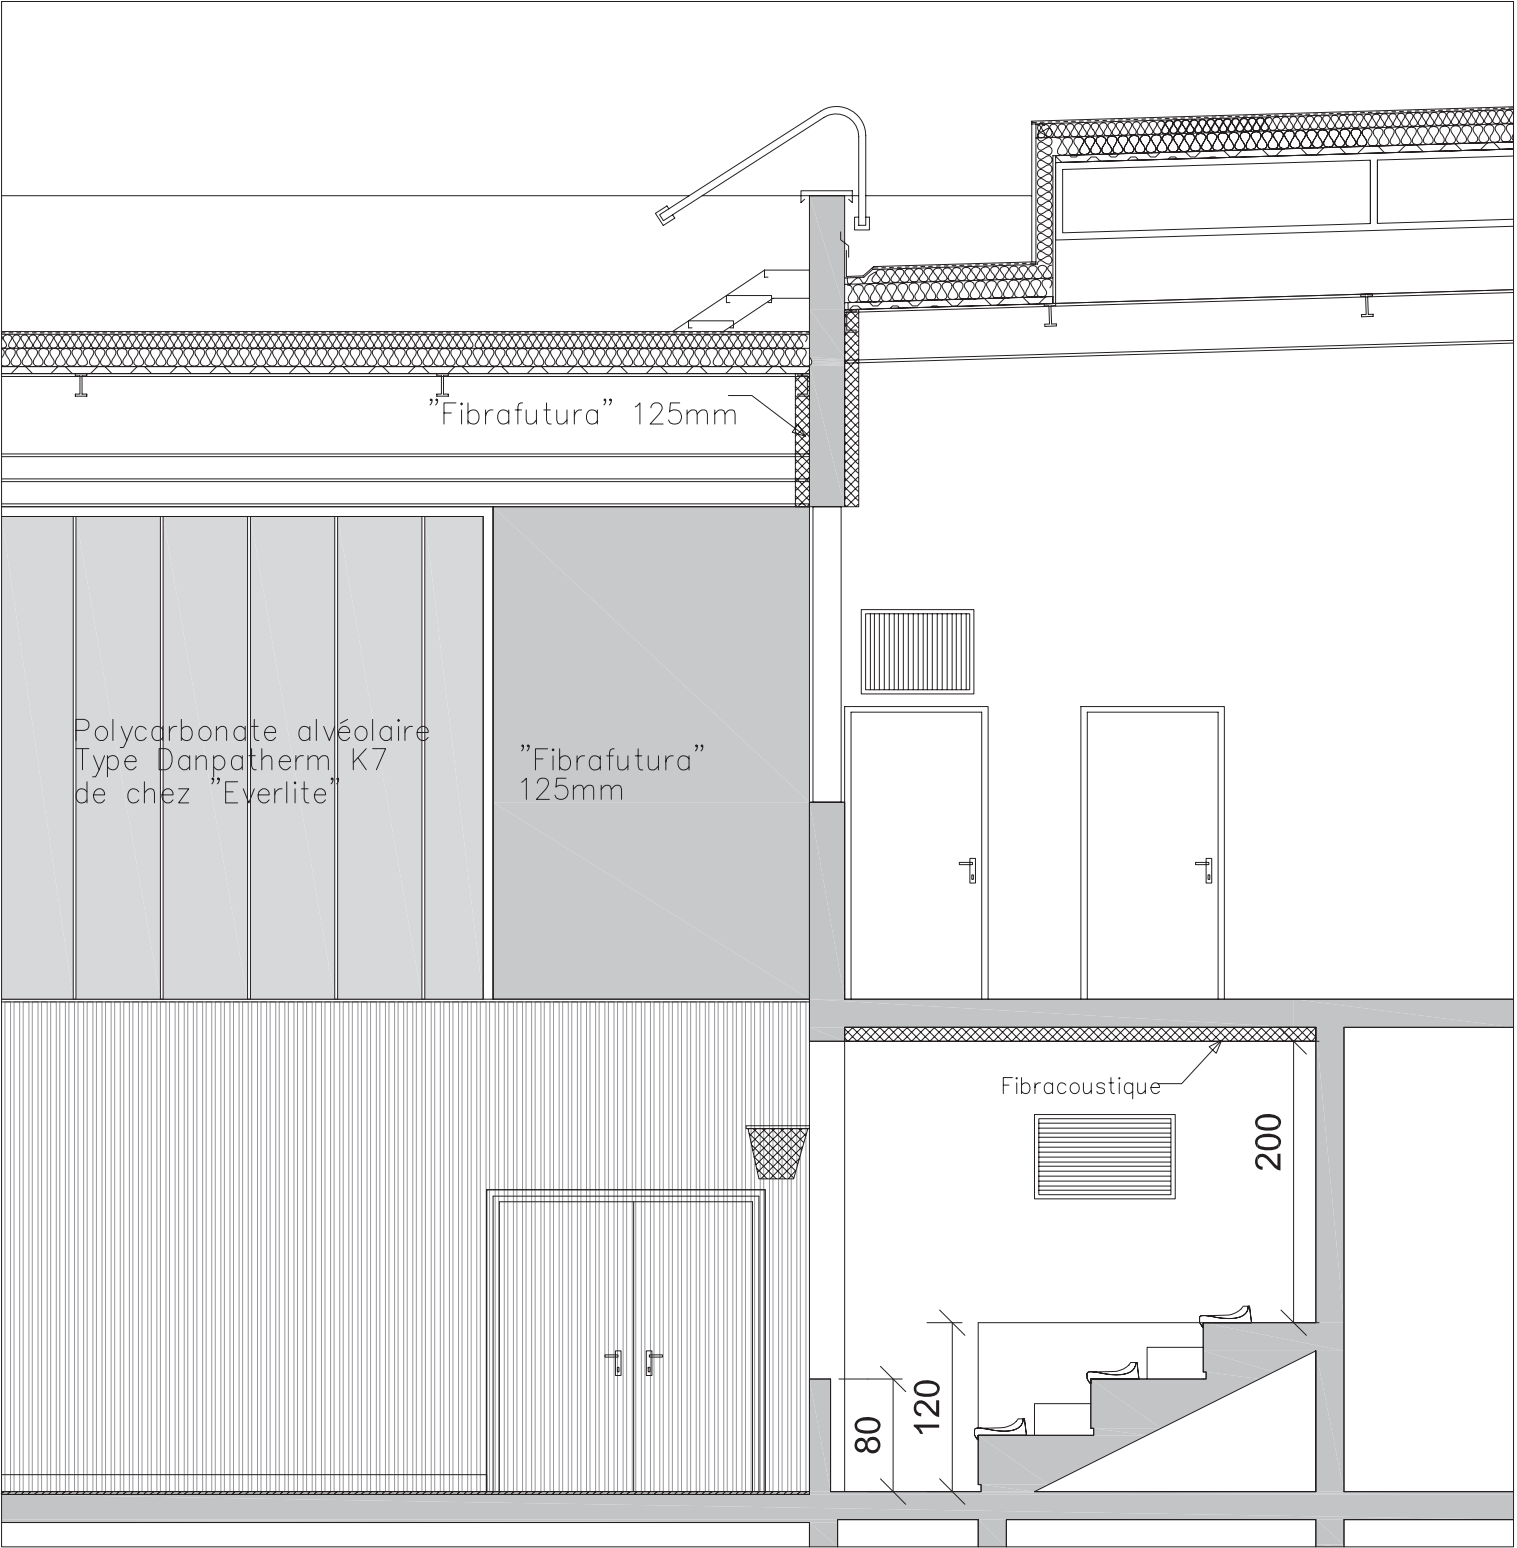 ”Fibrafutura” 125mm
Polycarbonate alvéolaire
Type Danpatherm K7
de chez ”Everlite”
”Fibrafutura”
125mm
Fibracoustique
200
120
80